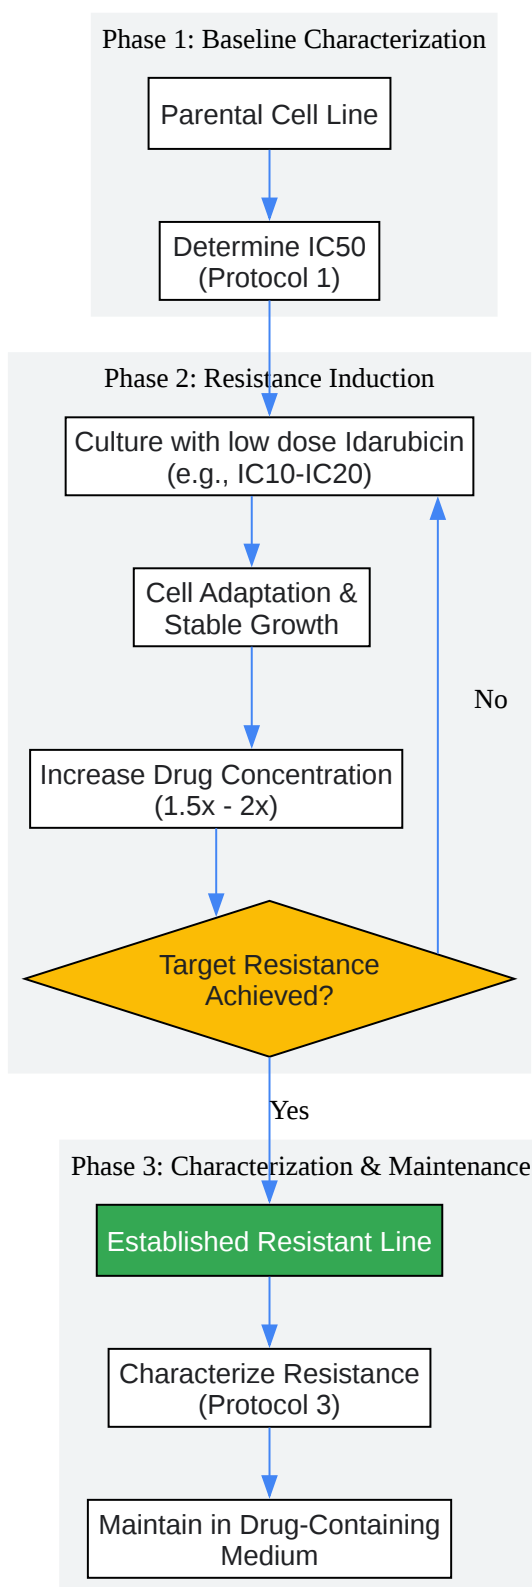 Phase 1: Baseline Characterization
Parental Cell Line
Determine IC50
(Protocol 1)
Phase 2: Resistance Induction
Culture with low dose Idarubicin
(e.g., IC10-IC20)
Cell Adaptation &
Stable Growth
No
Increase Drug Concentration
(1.5x - 2x)
Target Resistance
Achieved?
Yes
Phase 3: Characterization & Maintenance
Established Resistant Line
Characterize Resistance
(Protocol 3)
Maintain in Drug-Containing
Medium